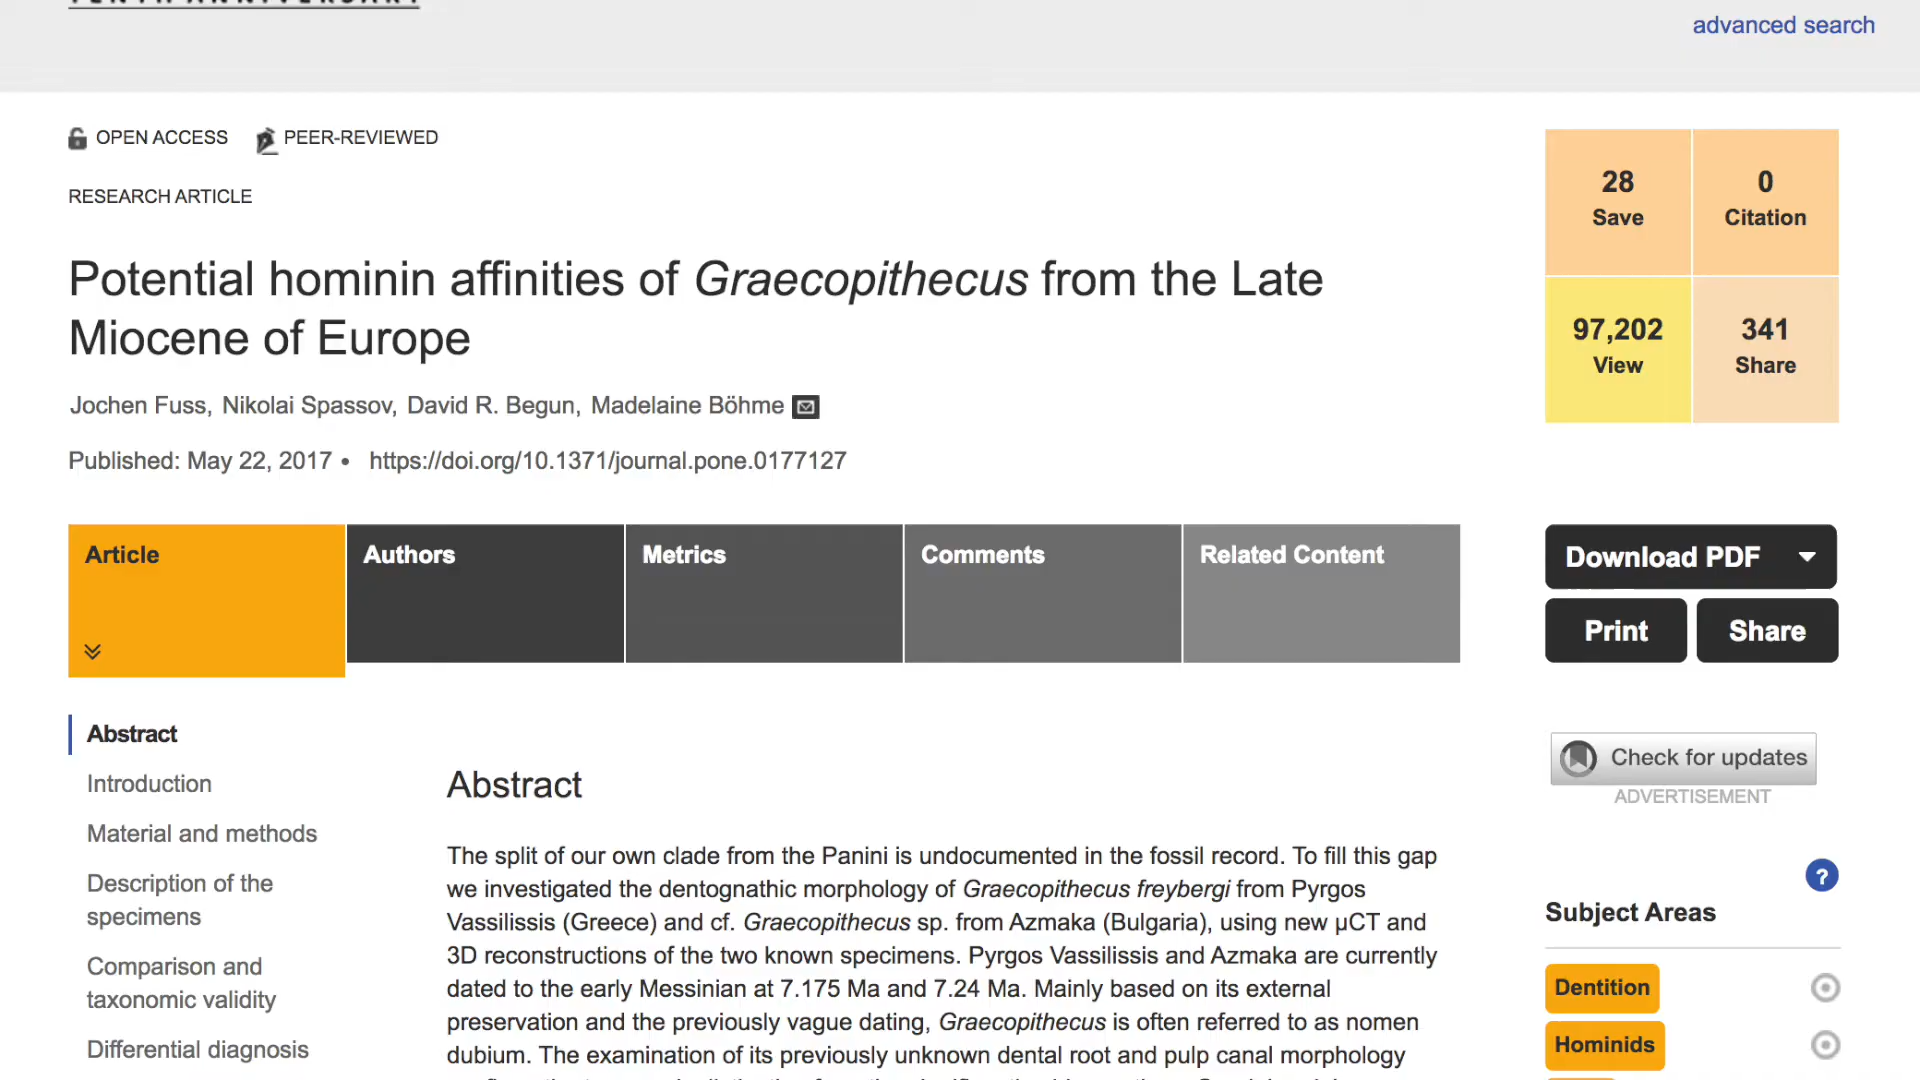 TENTH ANNIVERSARY
advanced search
OPEN ACCESS
PEER-REVIEWED
RESEARCH ARTICLE
28
Save
0
Citation
Potential hominin affinities of Graecopithecus from the Late
Miocene of Europe
97,202
View
341
Share
Jochen Fuss, Nikolai Spassov, David R. Begun, Madelaine Böhme
Published: May 22, 2017 • https://doi.org/10.1371/journal.pone.0177127
Article
Authors
Metrics
Comments
Related Content
Download PDF
Print
Share
Abstract
Introduction
Material and methods
Description of the
specimens
Comparison and
taxonomic validity
Differential diagnosis
Abstract
The split of our own clade from the Panini is undocumented in the fossil record. To fill this gap
we investigated the dentognathic morphology of Graecopithecus freybergi from Pyrgos
Vassilissis (Greece) and cf. Graecopithecus sp. from Azmaka (Bulgaria), using new µCT and
3D reconstructions of the two known specimens. Pyrgos Vassilissis and Azmaka are currently
dated to the early Messinian at 7.175 Ma and 7.24 Ma. Mainly based on its external
preservation and the previously vague dating, Graecopithecus is often referred to as nomen
dubium. The examination of its previously unknown dental root and pulp canal morphology
Check for updates
ADVERTISEMENT
?
Subject Areas
Dentition
Hominids